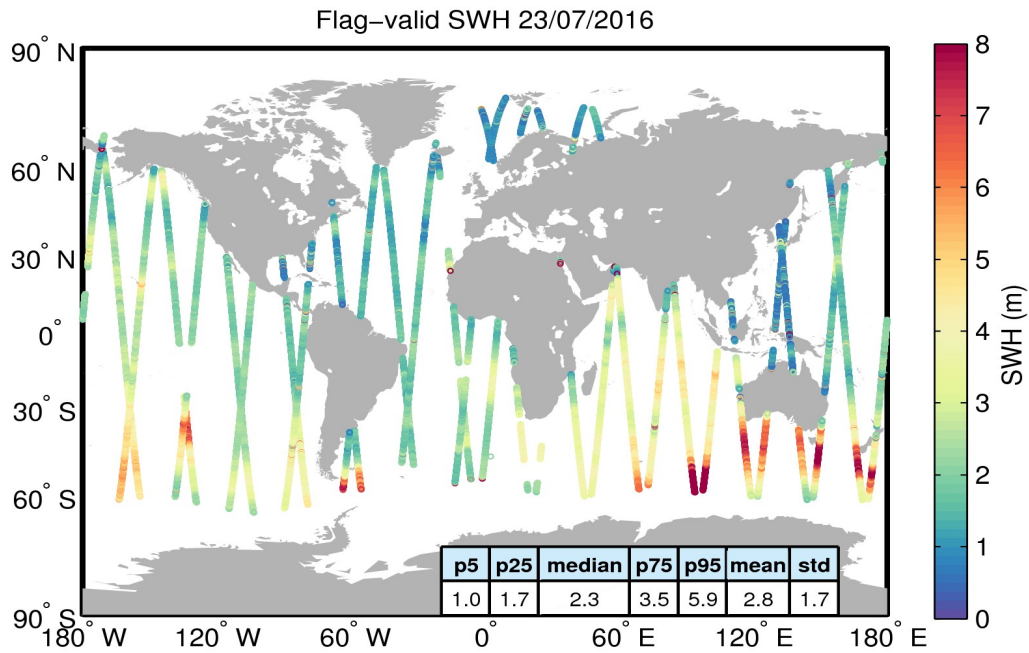 Flag−valid SWH 23/07/2016
90° N
60° N
30° N
0°
30° S
60° S
90° S
180° W
120° W
60° W
0°
60° E
120° E
180° E
p5 p25 median p75 p95 mean std
1.0 1.7 2.3 3.5 5.9 2.8 1.7
8
7
6
5
4
3
2
1
0
SWH (m)